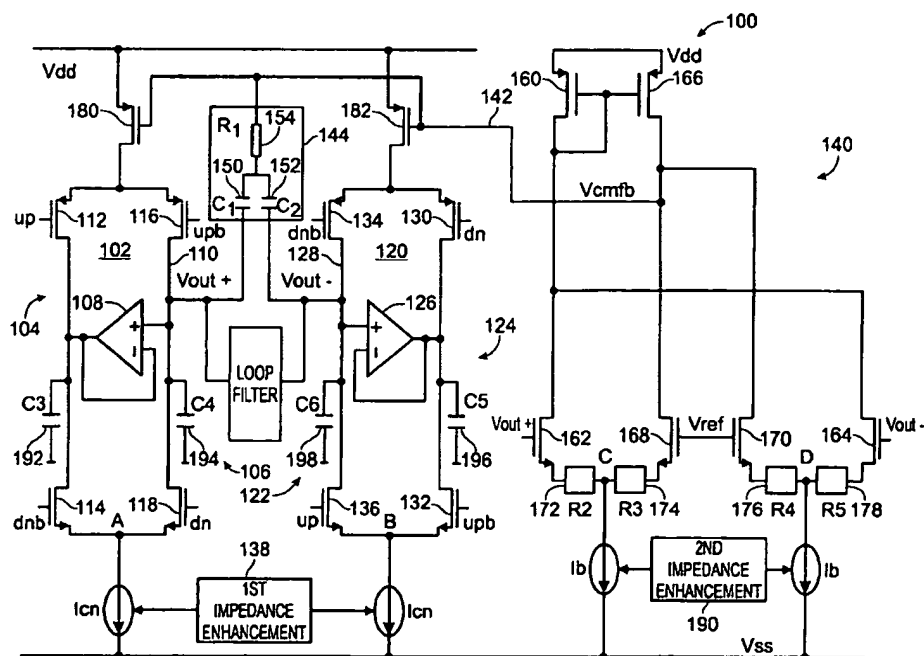 100
Vdd
Vdd
180
R1
154
144
182
142
160
166
140
150
152
C1
C2
Vcmfb
up
112
116
upb
102
110
dnb
134
130
dn
128
120
Vout +
Vout -
108
+
-
104
126
+
-
124
LOOP
FILTER
C3
C4
C6
C5
192
194
106
198
196
122
Vout +
162
168
Vref
170
164
Vout -
C
D
172
R2
R3
174
176
R4
R5
178
dnb
114
A
118
dn
up
136
B
132
upb
138
1ST
IMPEDANCE
ENHANCEMENT
Icn
Icn
Ib
2ND
IMPEDANCE
ENHANCEMENT
190
Ib
Vss